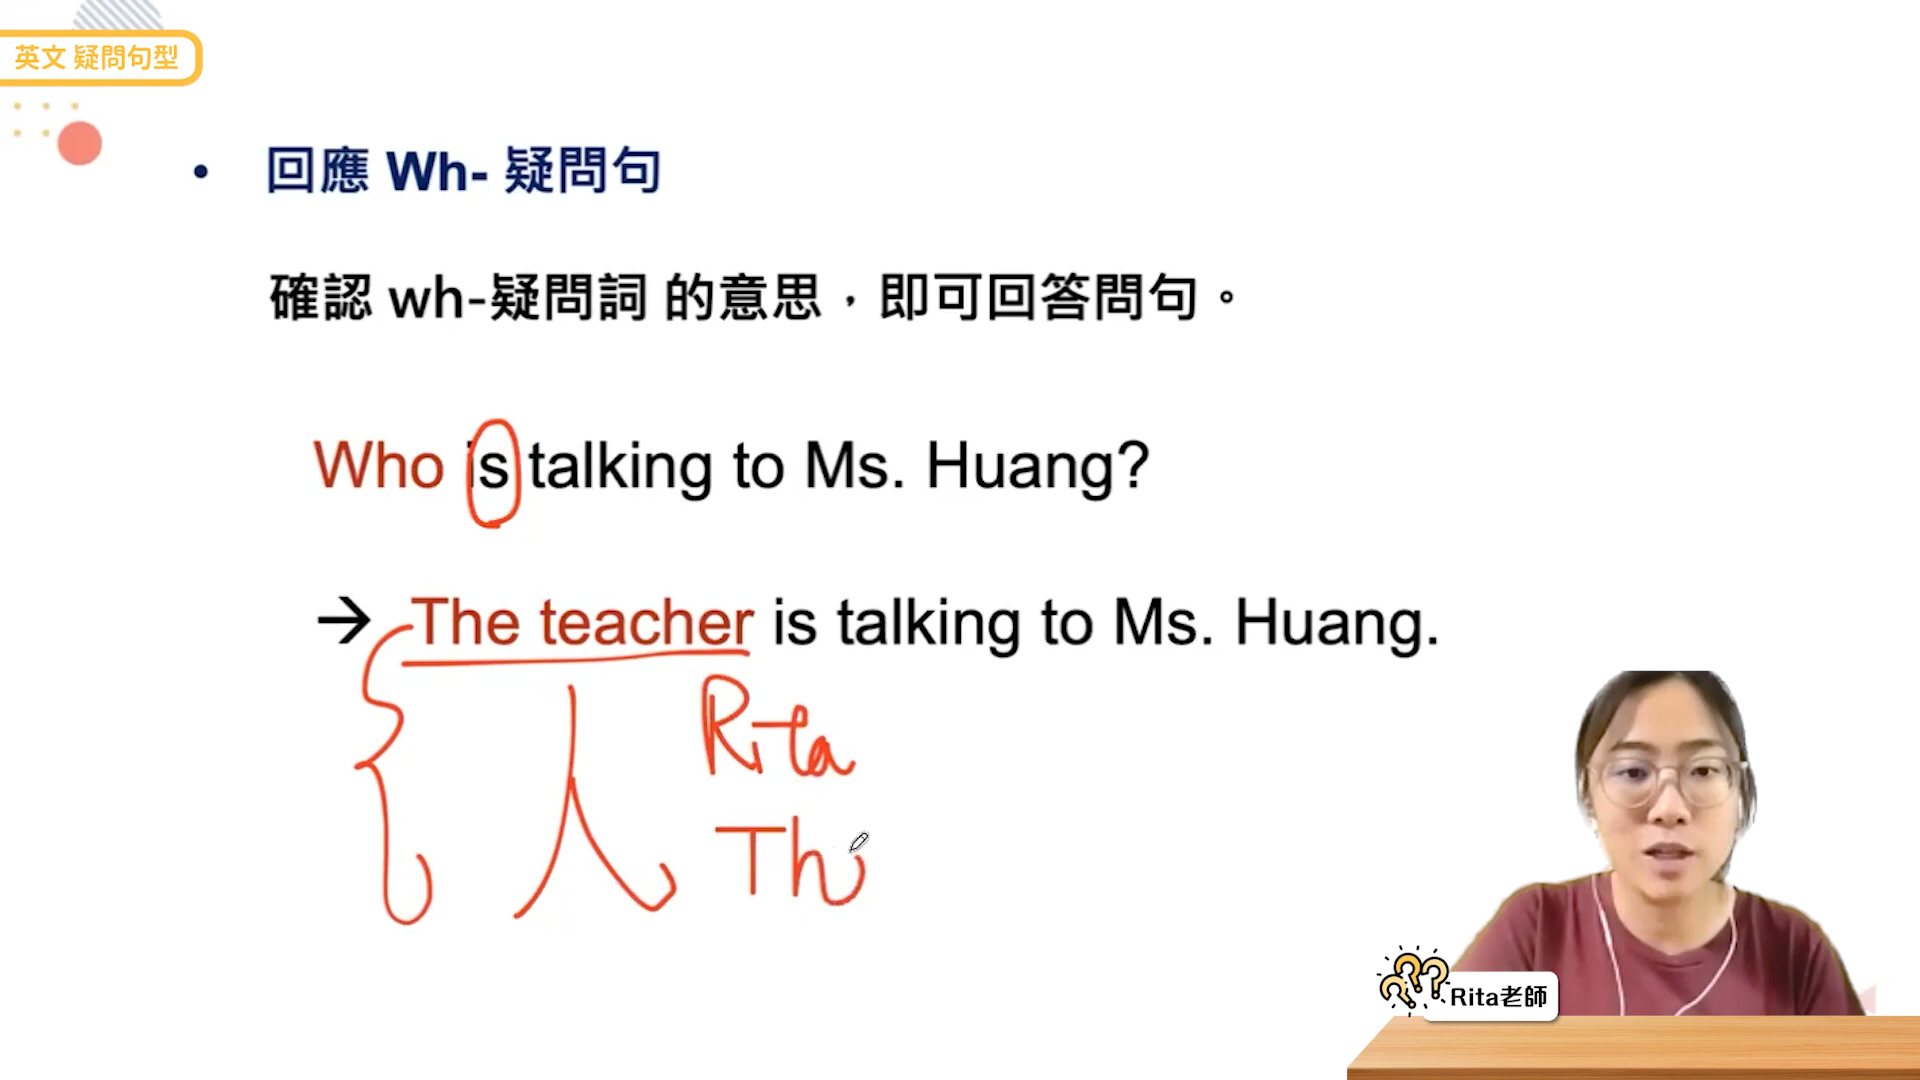 英文 疑問句型
• 回應 Wh- 疑問句
確認 wh-疑問詞 的意思，即可回答問句。
Who is talking to Ms. Huang?
→ The teacher is talking to Ms. Huang.
人 Rita
Th
Rita老師